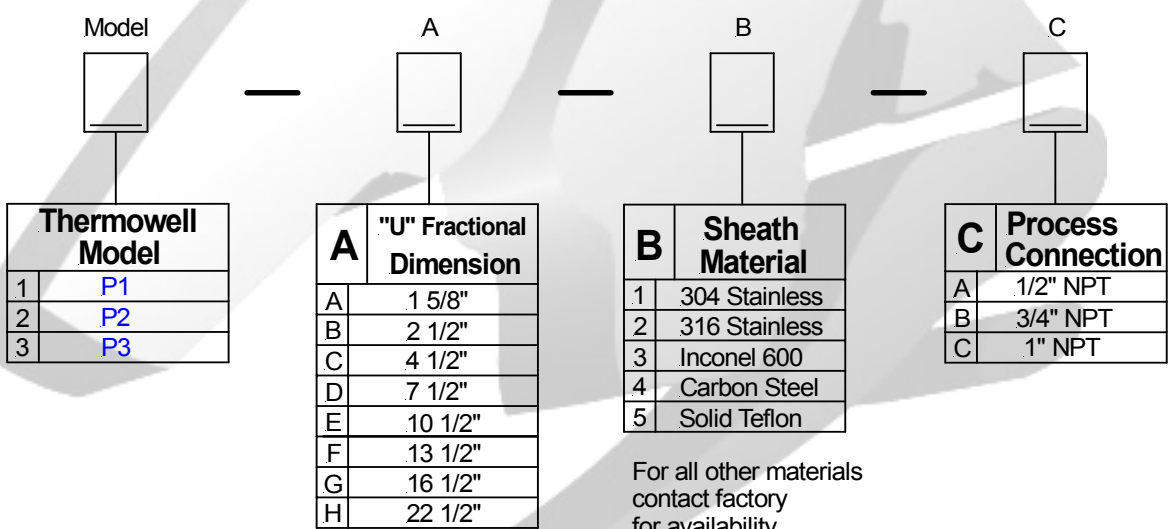 Model
A
B
C
Thermowell
Model
1 P1
2 P2
3 P3
A "U" Fractional
Dimension
A 1 5/8"
B 2 1/2"
C 4 1/2"
D 7 1/2"
E 10 1/2"
F 13 1/2"
G 16 1/2"
H 22 1/2"
B Sheath
Material
1 304 Stainless
2 316 Stainless
3 Inconel 600
4 Carbon Steel
5 Solid Teflon
For all other materials
contact factory
for availability
C Process
Connection
A 1/2" NPT
B 3/4" NPT
C 1" NPT